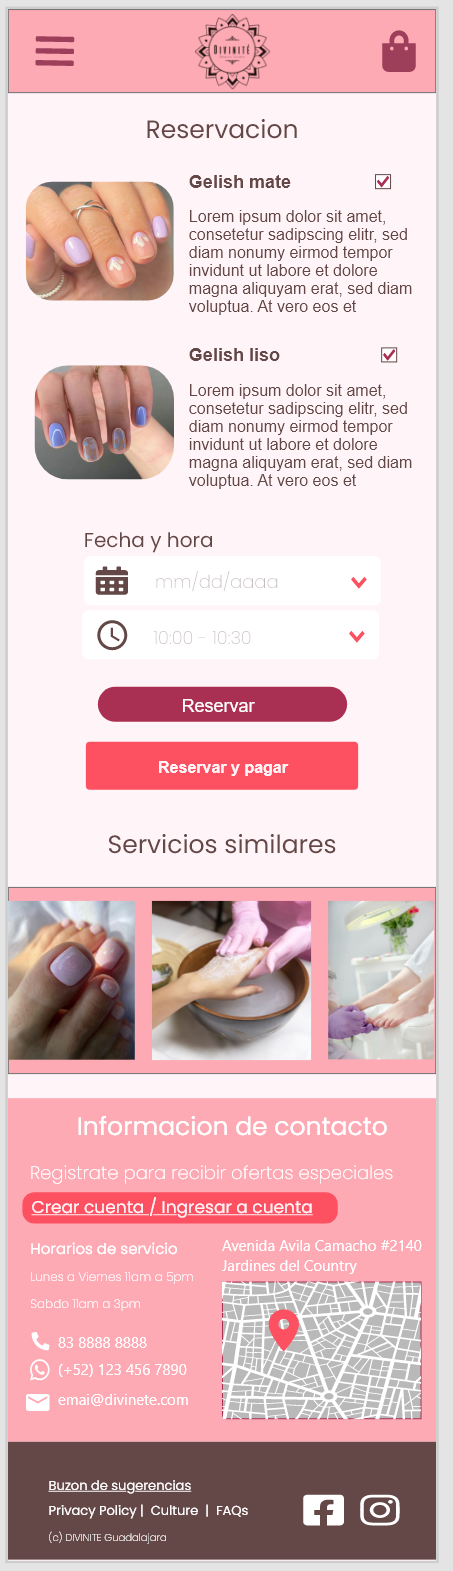 DIVINITÉ
Reservacion
Gelish mate
Lorem ipsum dolor sit amet,
consetetur sadipscing elitr, sed
diam nonumy eirmod tempor
invidunt ut labore et dolore
magna aliquyam erat, sed diam
voluptua. At vero eos et
Gelish liso
Lorem ipsum dolor sit amet,
consetetur sadipscing elitr, sed
diam nonumy eirmod tempor
invidunt ut labore et dolore
magna aliquyam erat, sed diam
voluptua. At vero eos et
Fecha y hora
mm/dd/aaaa
10:00 - 10:30
Reservar
Reservar y pagar
Servicios similares
Informacion de contacto
Registrate para recibir ofertas especiales
Crear cuenta / Ingresar a cuenta
Horarios de servicio
Lunes a Viernes 11am a 5pm
Sabdo 11am a 3pm
83 8888 8888
(+52) 123 456 7890
emai@divinete.com
Avenida Avila Camacho #2140
Jardines del Country
Buzon de sugerencias
Privacy Policy | Culture | FAQs
(c) DIVINITE Guadalajara